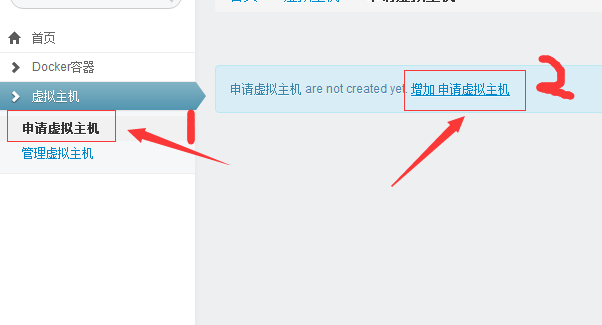 首页
Docker容器
虚拟主机
申请虚拟主机
管理虚拟主机
1
申请虚拟主机 are not created yet. 增加 申请虚拟主机
2